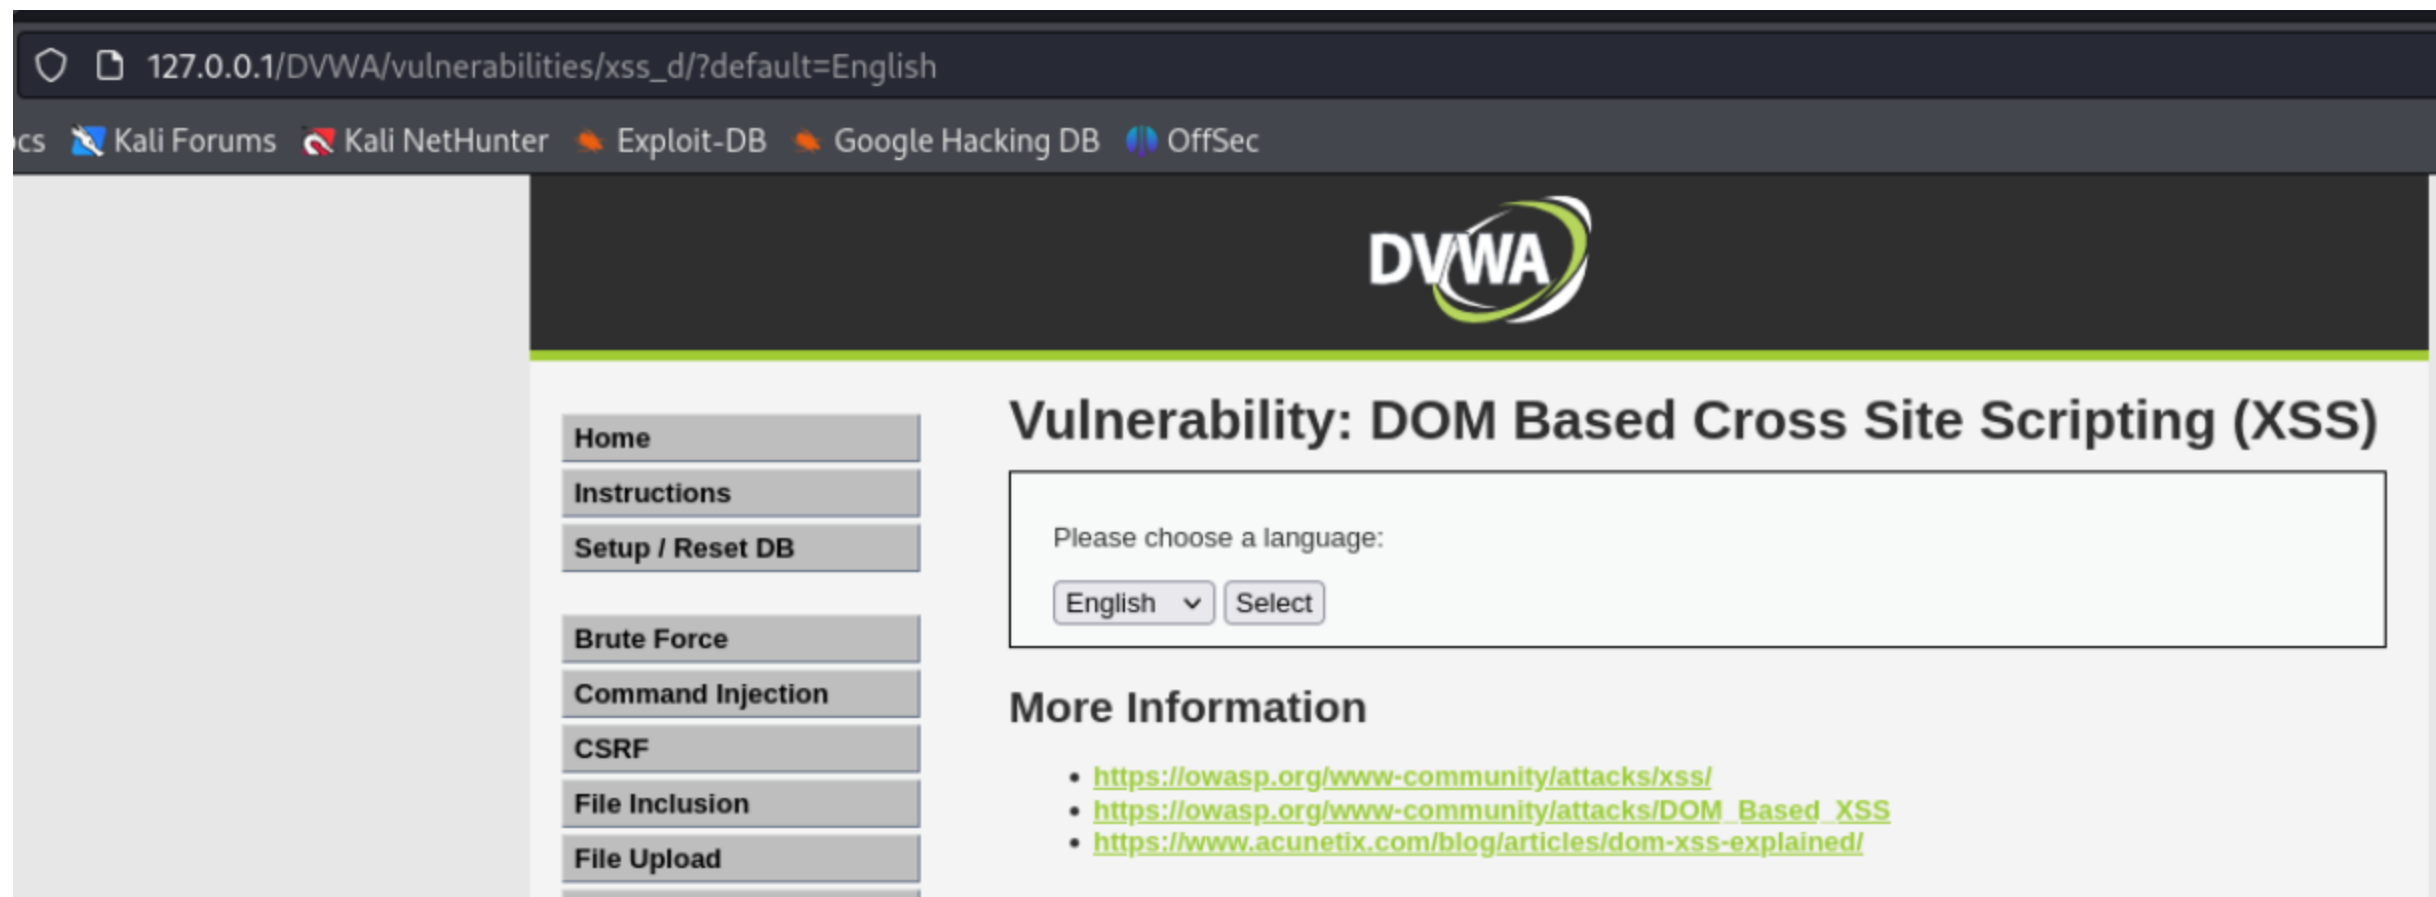 127.0.0.1/DVWA/vulnerabilities/xss_d/?default=English
cs Kali Forums Kali NetHunter Exploit-DB Google Hacking DB OffSec
DVWA
Vulnerability: DOM Based Cross Site Scripting (XSS)
Home
Instructions
Setup / Reset DB
Brute Force
Command Injection
CSRF
File Inclusion
File Upload
Please choose a language:
English Select
More Information
https://owasp.org/www-community/attacks/xss/
https://owasp.org/www-community/attacks/DOM_Based_XSS
https://www.acunetix.com/blog/articles/dom-xss-explained/